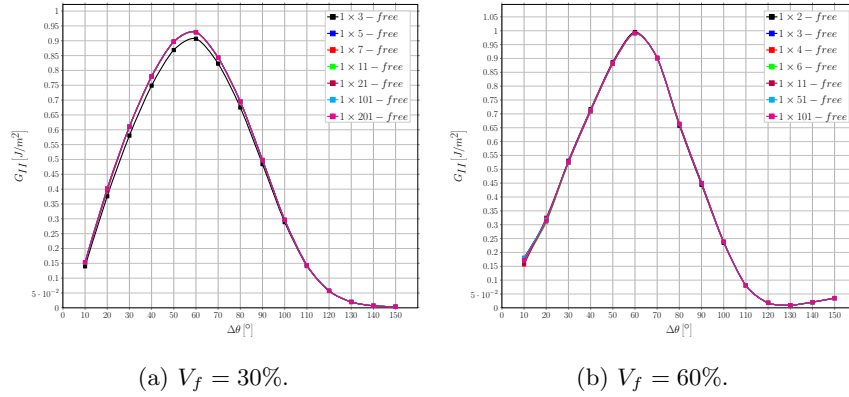 1
0.95
0.9
0.85
0.8
0.75
0.7
0.65
0.6
0.55
0.5
0.45
0.4
0.35
0.3
0.25
0.2
0.15
0.1
5 · 10⁻²
0
G_{II} [J/m²]
0 10 20 30 40 50 60 70 80 90 100 110 120 130 140 150
Δθ [°]
1 × 3 − free
1 × 5 − free
1 × 7 − free
1 × 11 − free
1 × 21 − free
1 × 101 − free
1 × 201 − free
(a) V_f = 30%.
1.05
1
0.95
0.9
0.85
0.8
0.75
0.7
0.65
0.6
0.55
0.5
0.45
0.4
0.35
0.3
0.25
0.2
0.15
0.1
5 · 10⁻²
0
G_{II} [J/m²]
0 10 20 30 40 50 60 70 80 90 100 110 120 130 140 150
Δθ [°]
1 × 2 − free
1 × 3 − free
1 × 4 − free
1 × 6 − free
1 × 11 − free
1 × 51 − free
1 × 101 − free
(b) V_f = 60%.